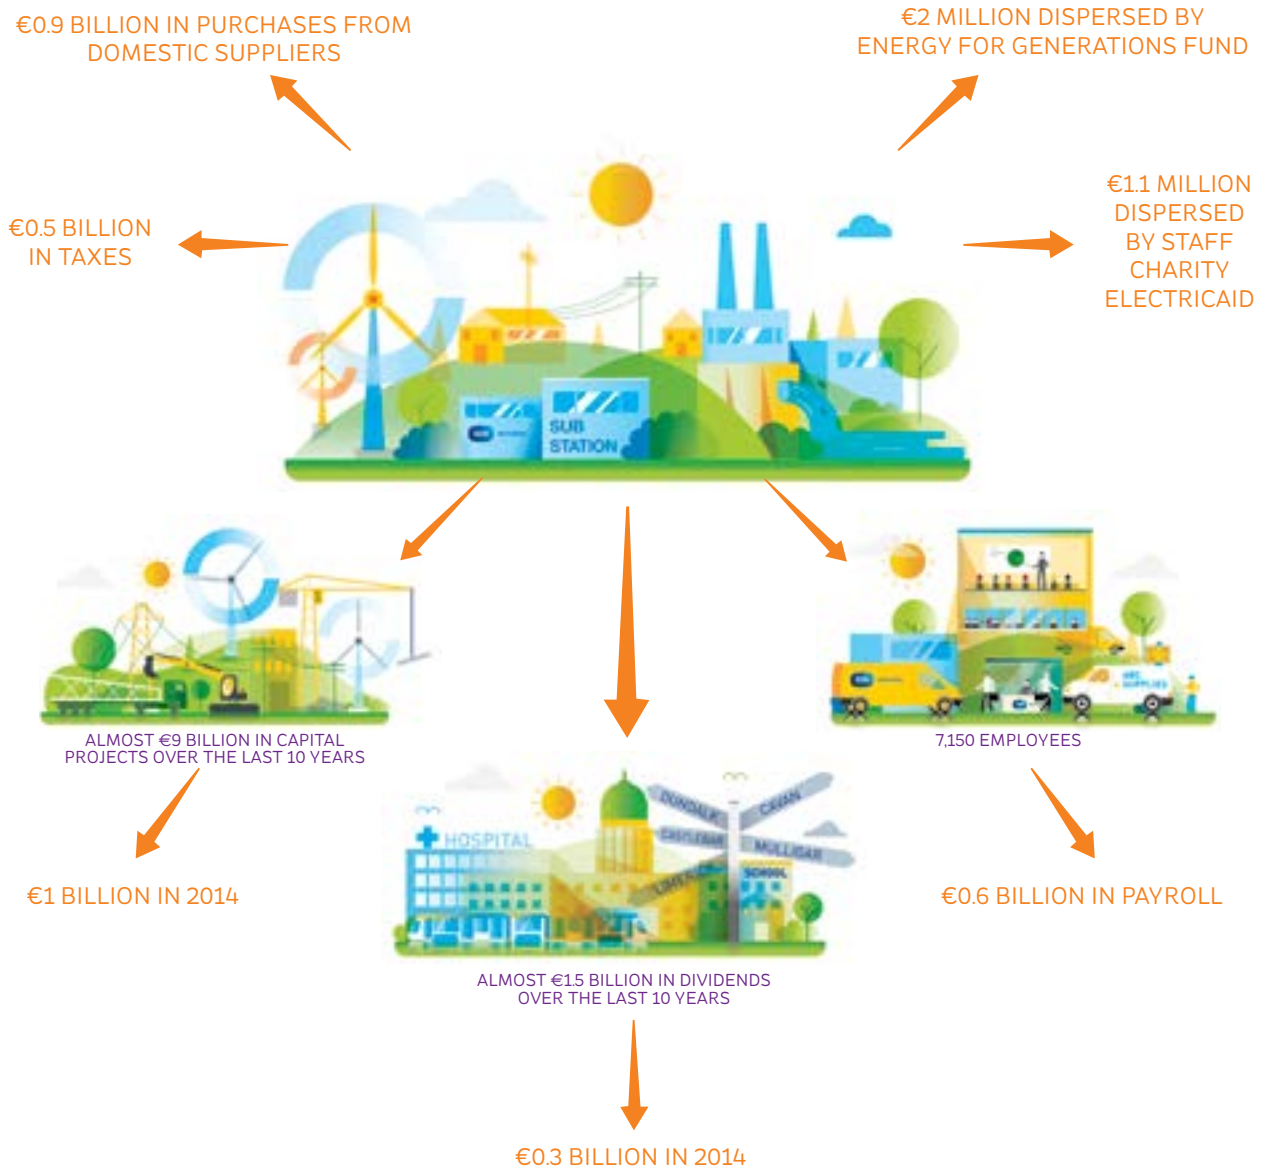 €0.9 BILLION IN PURCHASES FROM
DOMESTIC SUPPLIERS
€2 MILLION DISPERSED BY
ENERGY FOR GENERATIONS FUND
€0.5 BILLION
IN TAXES
€1.1 MILLION
DISPERSED
BY STAFF
CHARITY
ELECTRICAID
SUB
STATION
ALMOST €9 BILLION IN CAPITAL
PROJECTS OVER THE LAST 10 YEARS
7,150 EMPLOYEES
DUNDALK
CAVAN
CASTLEBAR
MULLIGAR
HOSPITAL
LIMERICK
SCHOOL
€1 BILLION IN 2014
€0.6 BILLION IN PAYROLL
ALMOST €1.5 BILLION IN DIVIDENDS
OVER THE LAST 10 YEARS
€0.3 BILLION IN 2014